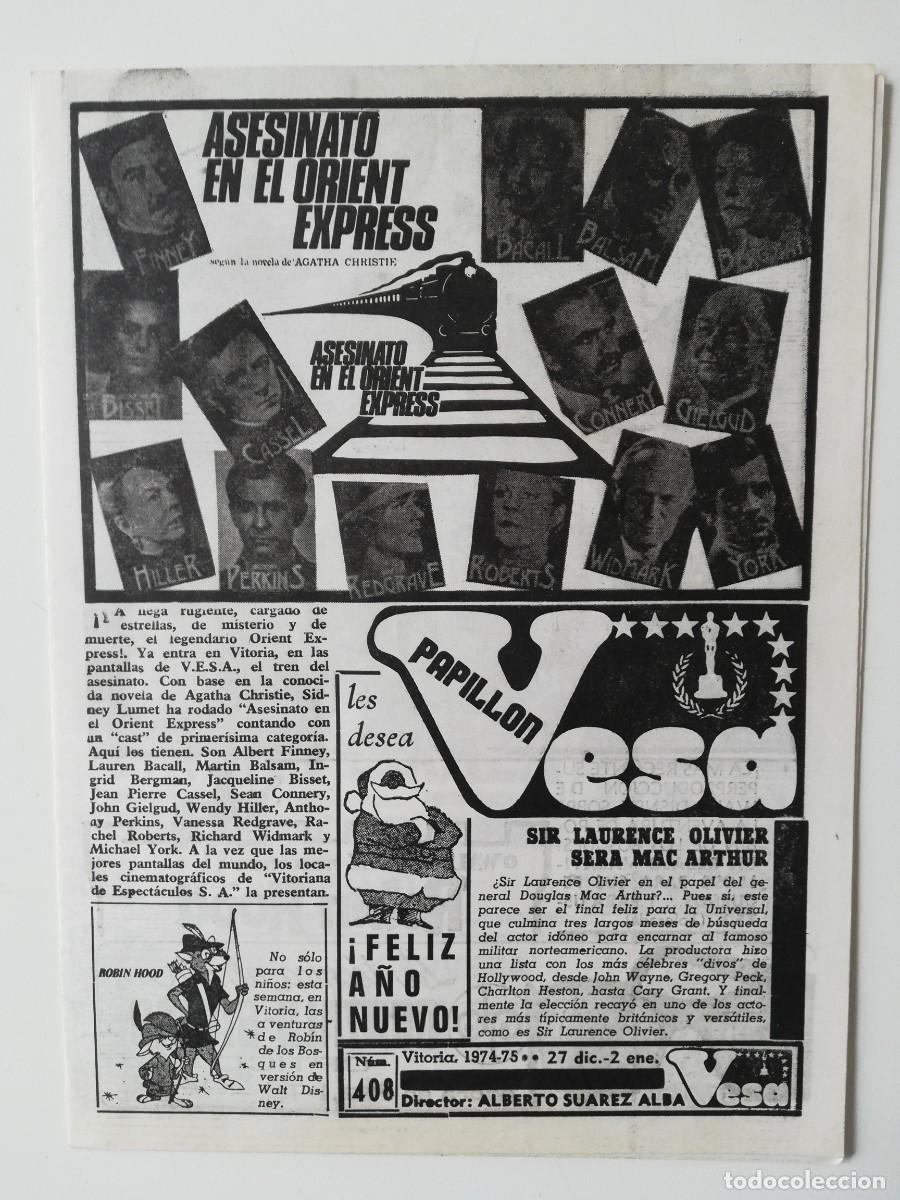 ASESINATO
EN EL ORIENT
EXPRESS
según la novela de AGATHA CHRISTIE
FINNEY
BACALL
BALSAM
BISSET
CASSEL
ASESINATO
EN EL ORIENT
EXPRESS
CONNERY
GIELGUD
HILLER
PERKINS
REDGRAVE
ROBERTS
WIDMARK
YORK
¡¡A llega rugiente, cargado de
estrellas, de misterio y de
muerte, el legendario Orient Ex-
press!. Ya entra en Vitoria, en las
pantallas de V.E.S.A., el tren del
asesinato. Con base en la conoci-
da novela de Agatha Christie, Sid-
ney Lumet ha rodado "Asesinato en
el Orient Express" contando con
un "cast" de primerísima categoría.
Aquí los tienen. Son Albert Finney,
Lauren Bacall, Martin Balsam, In-
grid Bergman, Jacqueline Bisset,
Jean Pierre Cassel, Sean Connery,
John Gielgud, Wendy Hiller, Antho-
ay Perkins, Vanessa Redgrave, Ra-
chel Roberts, Richard Widmark y
Michael York. A la vez que las me-
jores pantallas del mundo, los loca-
les cinematográficos de "Vitoriana
de Espectáculos S. A." la presentan.
ROBIN HOOD
No sólo
para los
niños: esta
semana, en
Vitoria, las
aventuras
de Robín
de los Bos-
ques en
versión de
Walt Dis-
ney.
les
desea
¡FELIZ
AÑO
NUEVO!
PAPILLON
Vesa
SIR LAURENCE OLIVIER
SERA MAC ARTHUR
¿Sir Laurence Olivier en el papel del ge-
neral Douglas Mac Arthur?... Pues sí, este
parece ser el final feliz para la Universal,
que culmina tres largos meses de búsqueda
del actor idóneo para encarnar al famoso
militar norteamericano. La productora hizo
una lista con los más célebres "divos" de
Hollywood, desde John Wayne, Gregory Peck,
Charlton Heston, hasta Cary Grant. Y final-
mente la elección recayó en uno de los acto-
res más típicamente británicos y versátiles,
como es Sir Laurence Olivier.
Núm.
408
Vitoria, 1974-75 •• 27 dic.-2 ene.
Director: ALBERTO SUAREZ ALBA
Vesa
todocoleccion